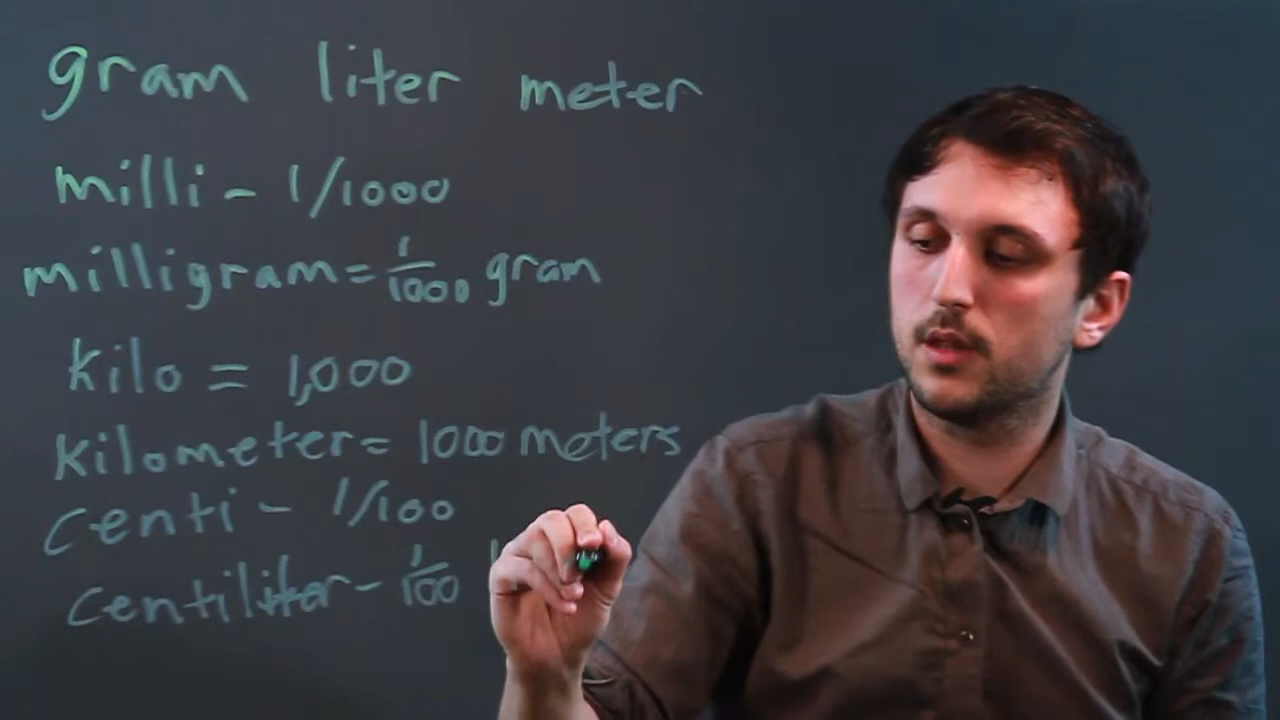 gram liter meter
milli - 1/1000
milligram = 1/1000 gram
kilo = 1,000
kilometer = 1000 meters
centi - 1/100
centiliter - 1/100